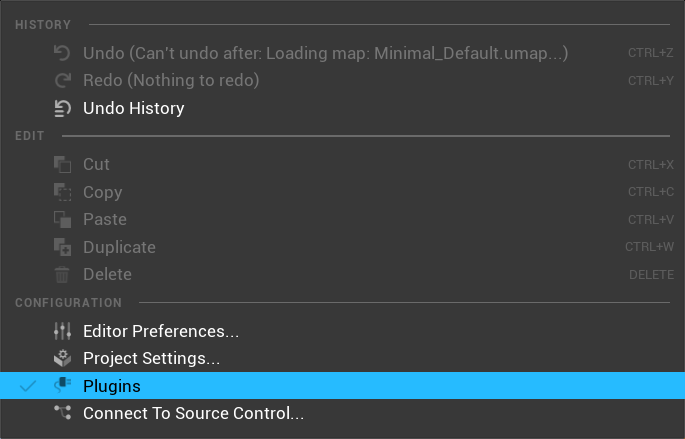 HISTORY
Undo (Can't undo after: Loading map: Minimal_Default.umap...) CTRL+Z
Redo (Nothing to redo) CTRL+Y
Undo History
EDIT
Cut CTRL+X
Copy CTRL+C
Paste CTRL+V
Duplicate CTRL+W
Delete DELETE
CONFIGURATION
Editor Preferences...
Project Settings...
Plugins
Connect To Source Control...